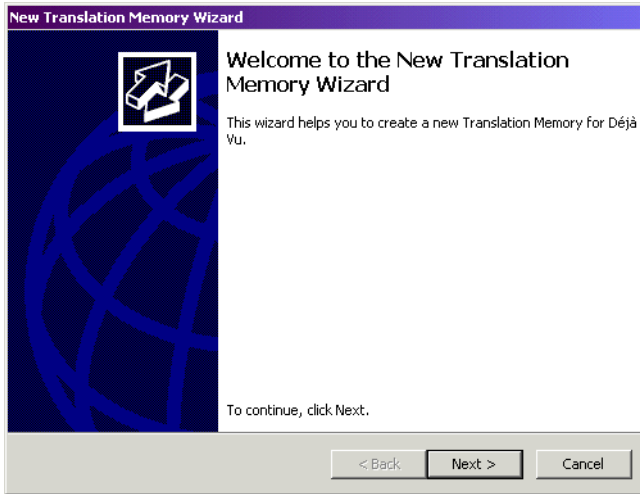 New Translation Memory Wizard
Welcome to the New Translation
Memory Wizard
This wizard helps you to create a new Translation Memory for Déjà
Vu.
To continue, click Next.
< Back
Next >
Cancel